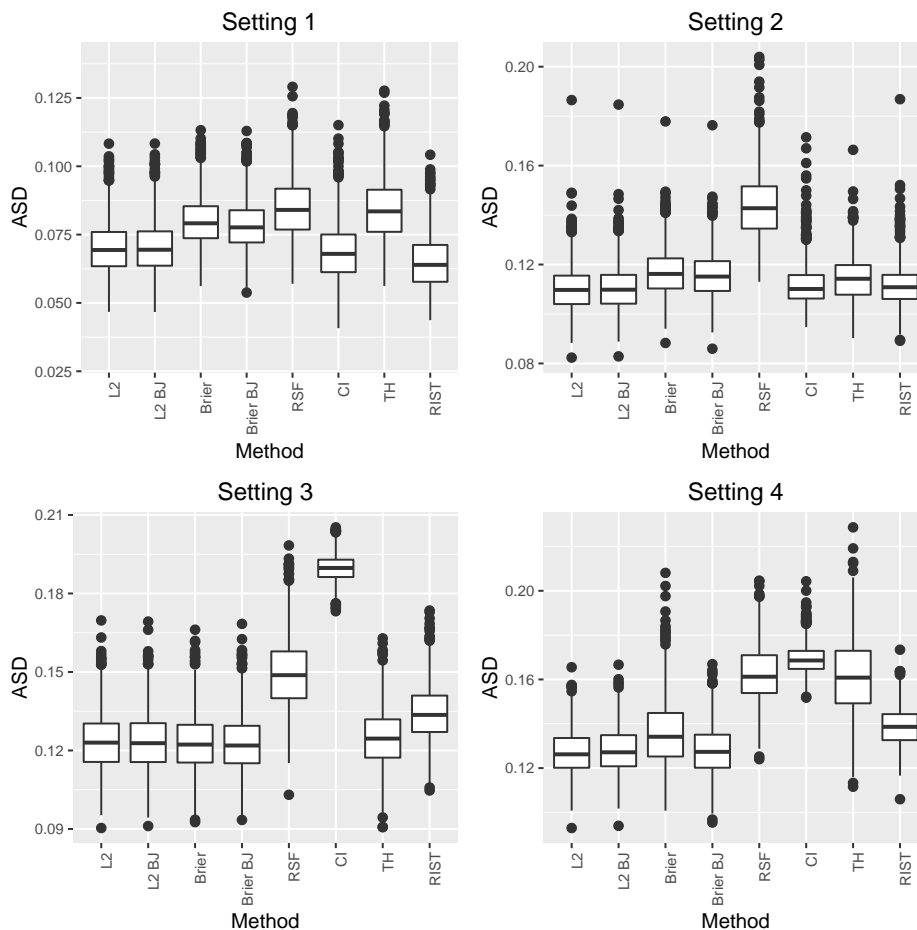 Setting 1
ASD
0.125
0.100
0.075
0.050
0.025
L2
L2 BJ
Brier
Brier BJ
RSF
CI
TH
RIST
Method
Setting 2
ASD
0.20
0.16
0.12
0.08
L2
L2 BJ
Brier
Brier BJ
RSF
CI
TH
RIST
Method
Setting 3
ASD
0.21
0.18
0.15
0.12
0.09
L2
L2 BJ
Brier
Brier BJ
RSF
CI
TH
RIST
Method
Setting 4
ASD
0.20
0.16
0.12
L2
L2 BJ
Brier
Brier BJ
RSF
CI
TH
RIST
Method